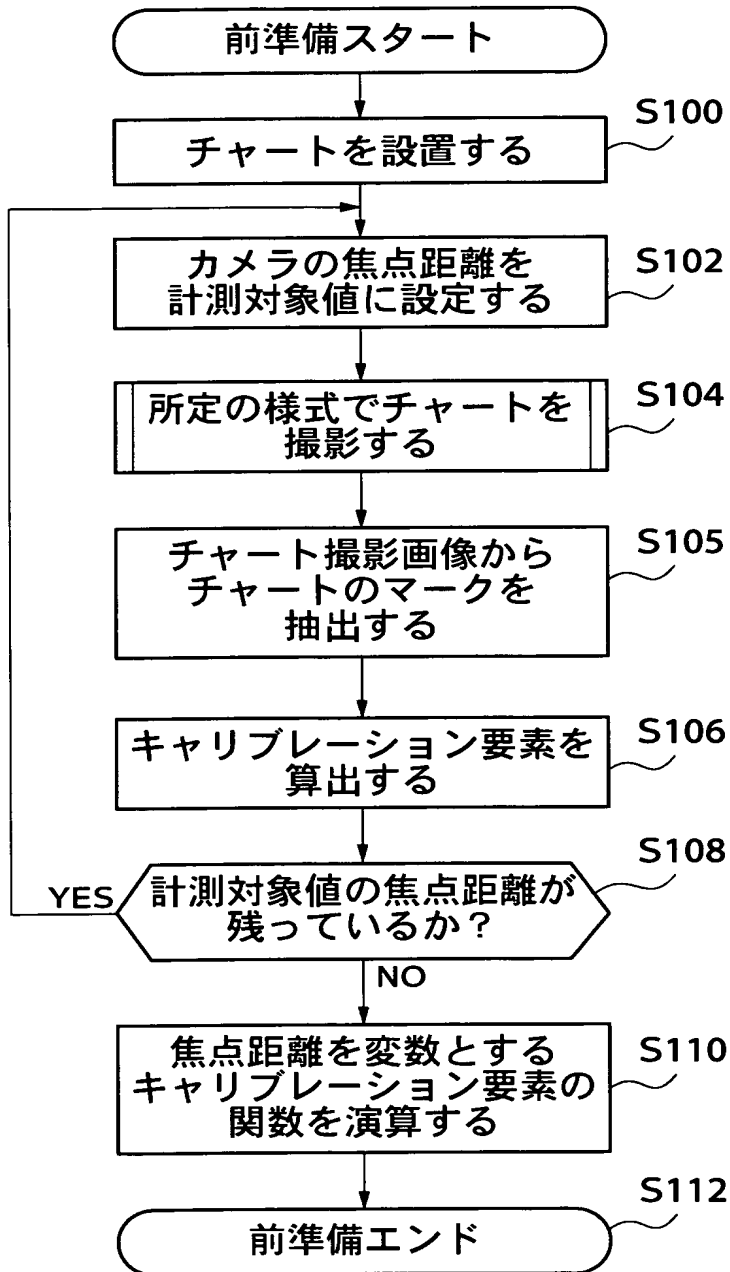 前準備スタート
S100
チャートを設置する
S102
カメラの焦点距離を
計測対象値に設定する
S104
所定の様式でチャートを
撮影する
S105
チャート撮影画像から
チャートのマークを
抽出する
S106
キャリブレーション要素を
算出する
S108
計測対象値の焦点距離が
残っているか?
YES
NO
S110
焦点距離を変数とする
キャリブレーション要素の
関数を演算する
S112
前準備エンド